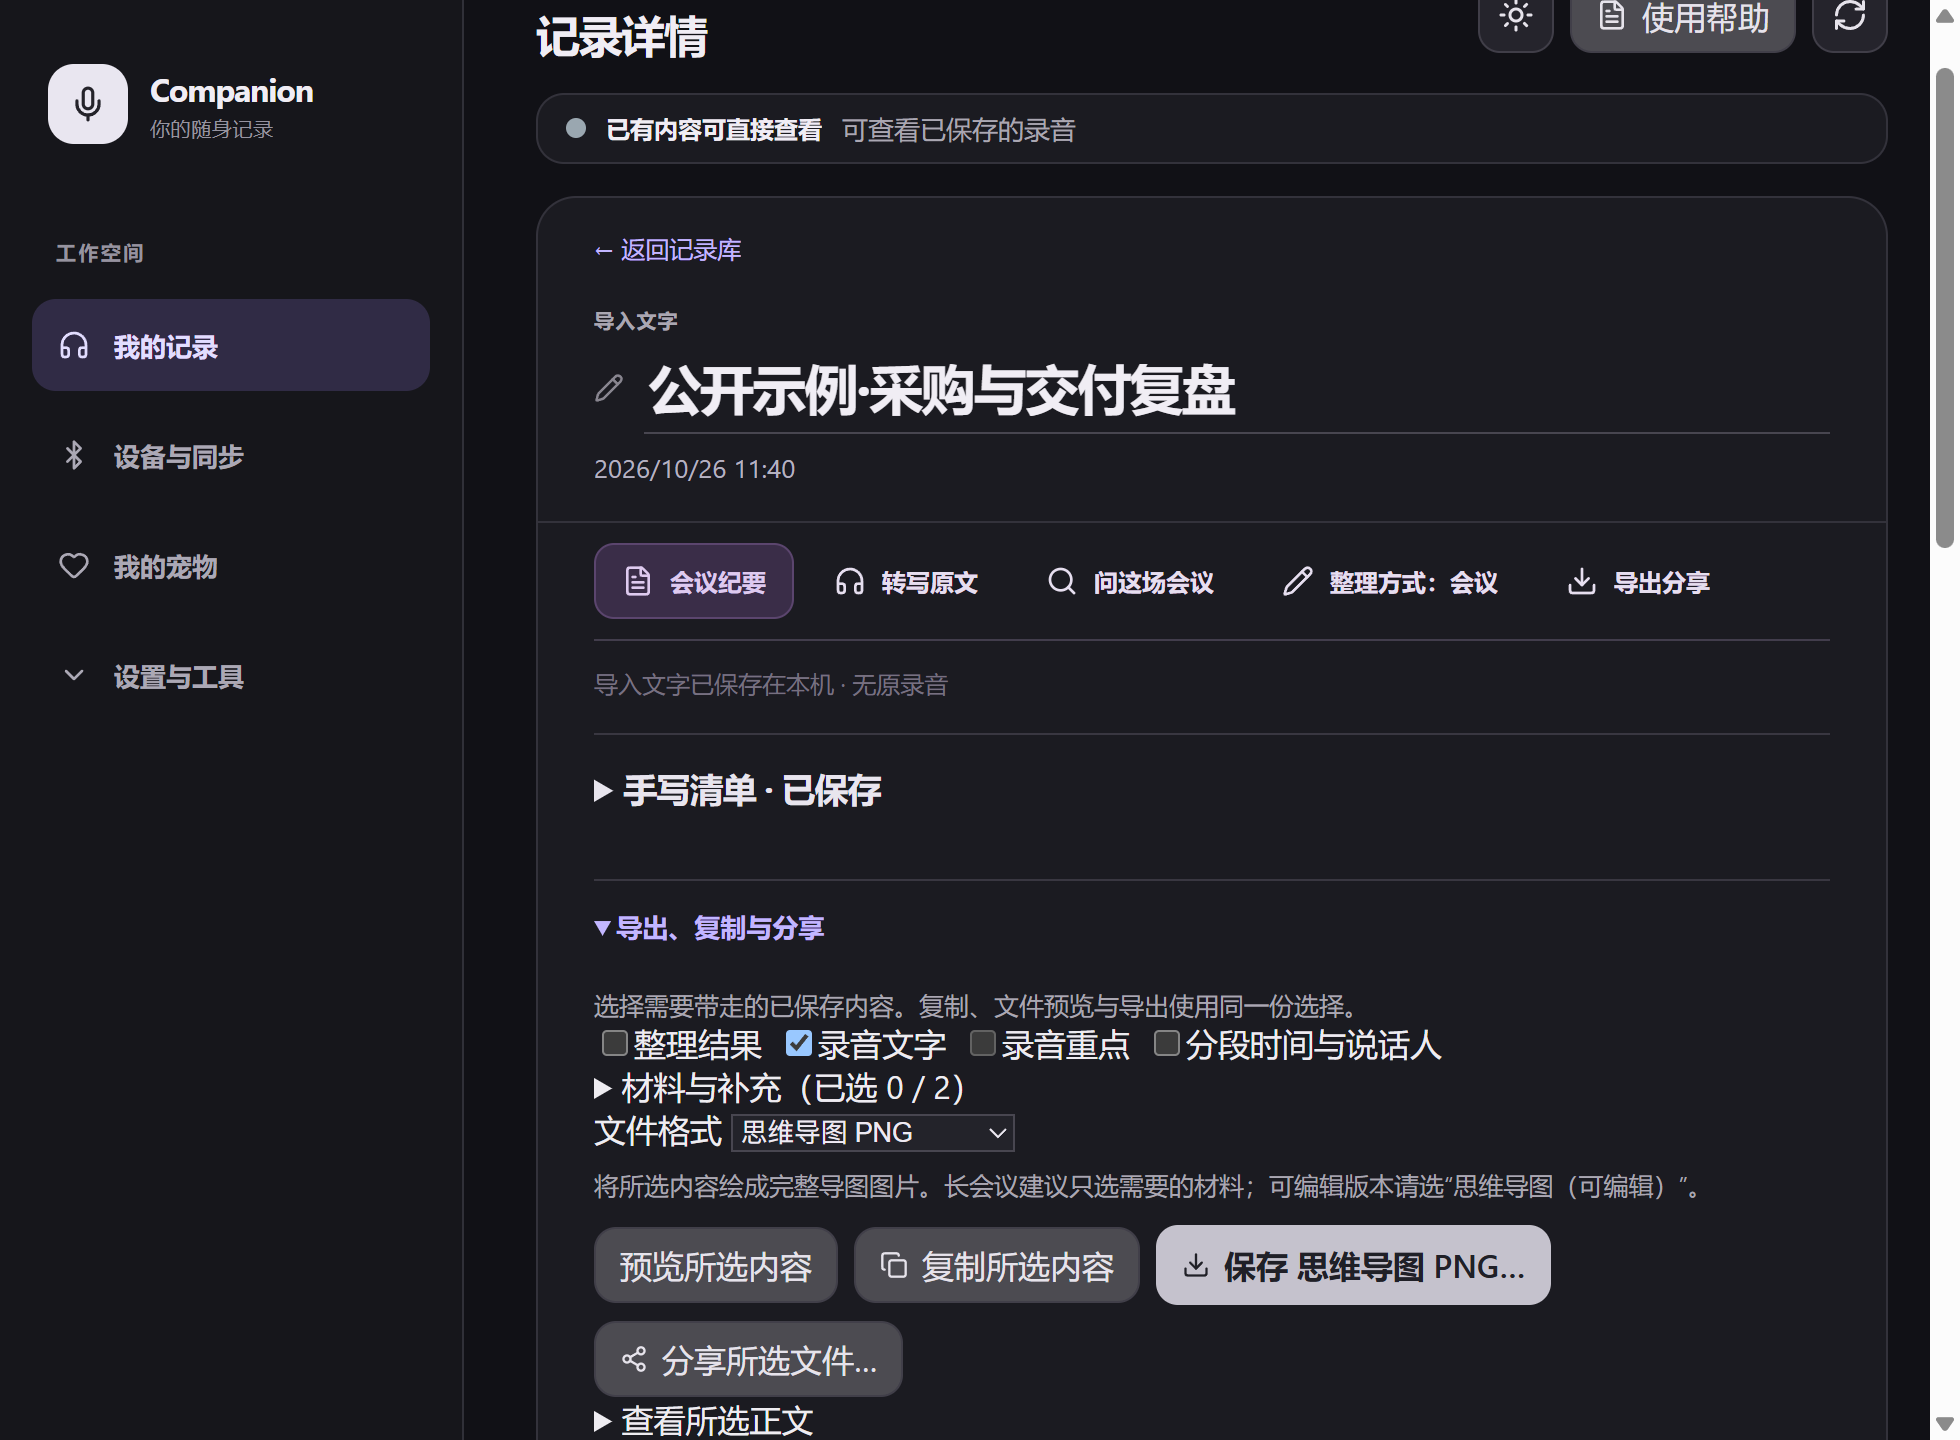 Companion
你的随身记录
工作空间
我的记录
设备与同步
我的宠物
设置与工具
记录详情
使用帮助
已有内容可直接查看 可查看已保存的录音
← 返回记录库
导入文字
公开示例·采购与交付复盘
2026/10/26 11:40
会议纪要 转写原文 问这场会议 整理方式：会议 导出分享
导入文字已保存在本机 · 无原录音
手写清单 · 已保存
导出、复制与分享
选择需要带走的已保存内容。复制、文件预览与导出使用同一份选择。
整理结果 录音文字 录音重点 分段时间与说话人
材料与补充（已选 0 / 2）
文件格式 思维导图 PNG
将所选内容绘成完整导图图片。长会议建议只选需要的材料；可编辑版本请选“思维导图（可编辑）”。
预览所选内容 复制所选内容 保存 思维导图 PNG...
分享所选文件...
查看所选正文